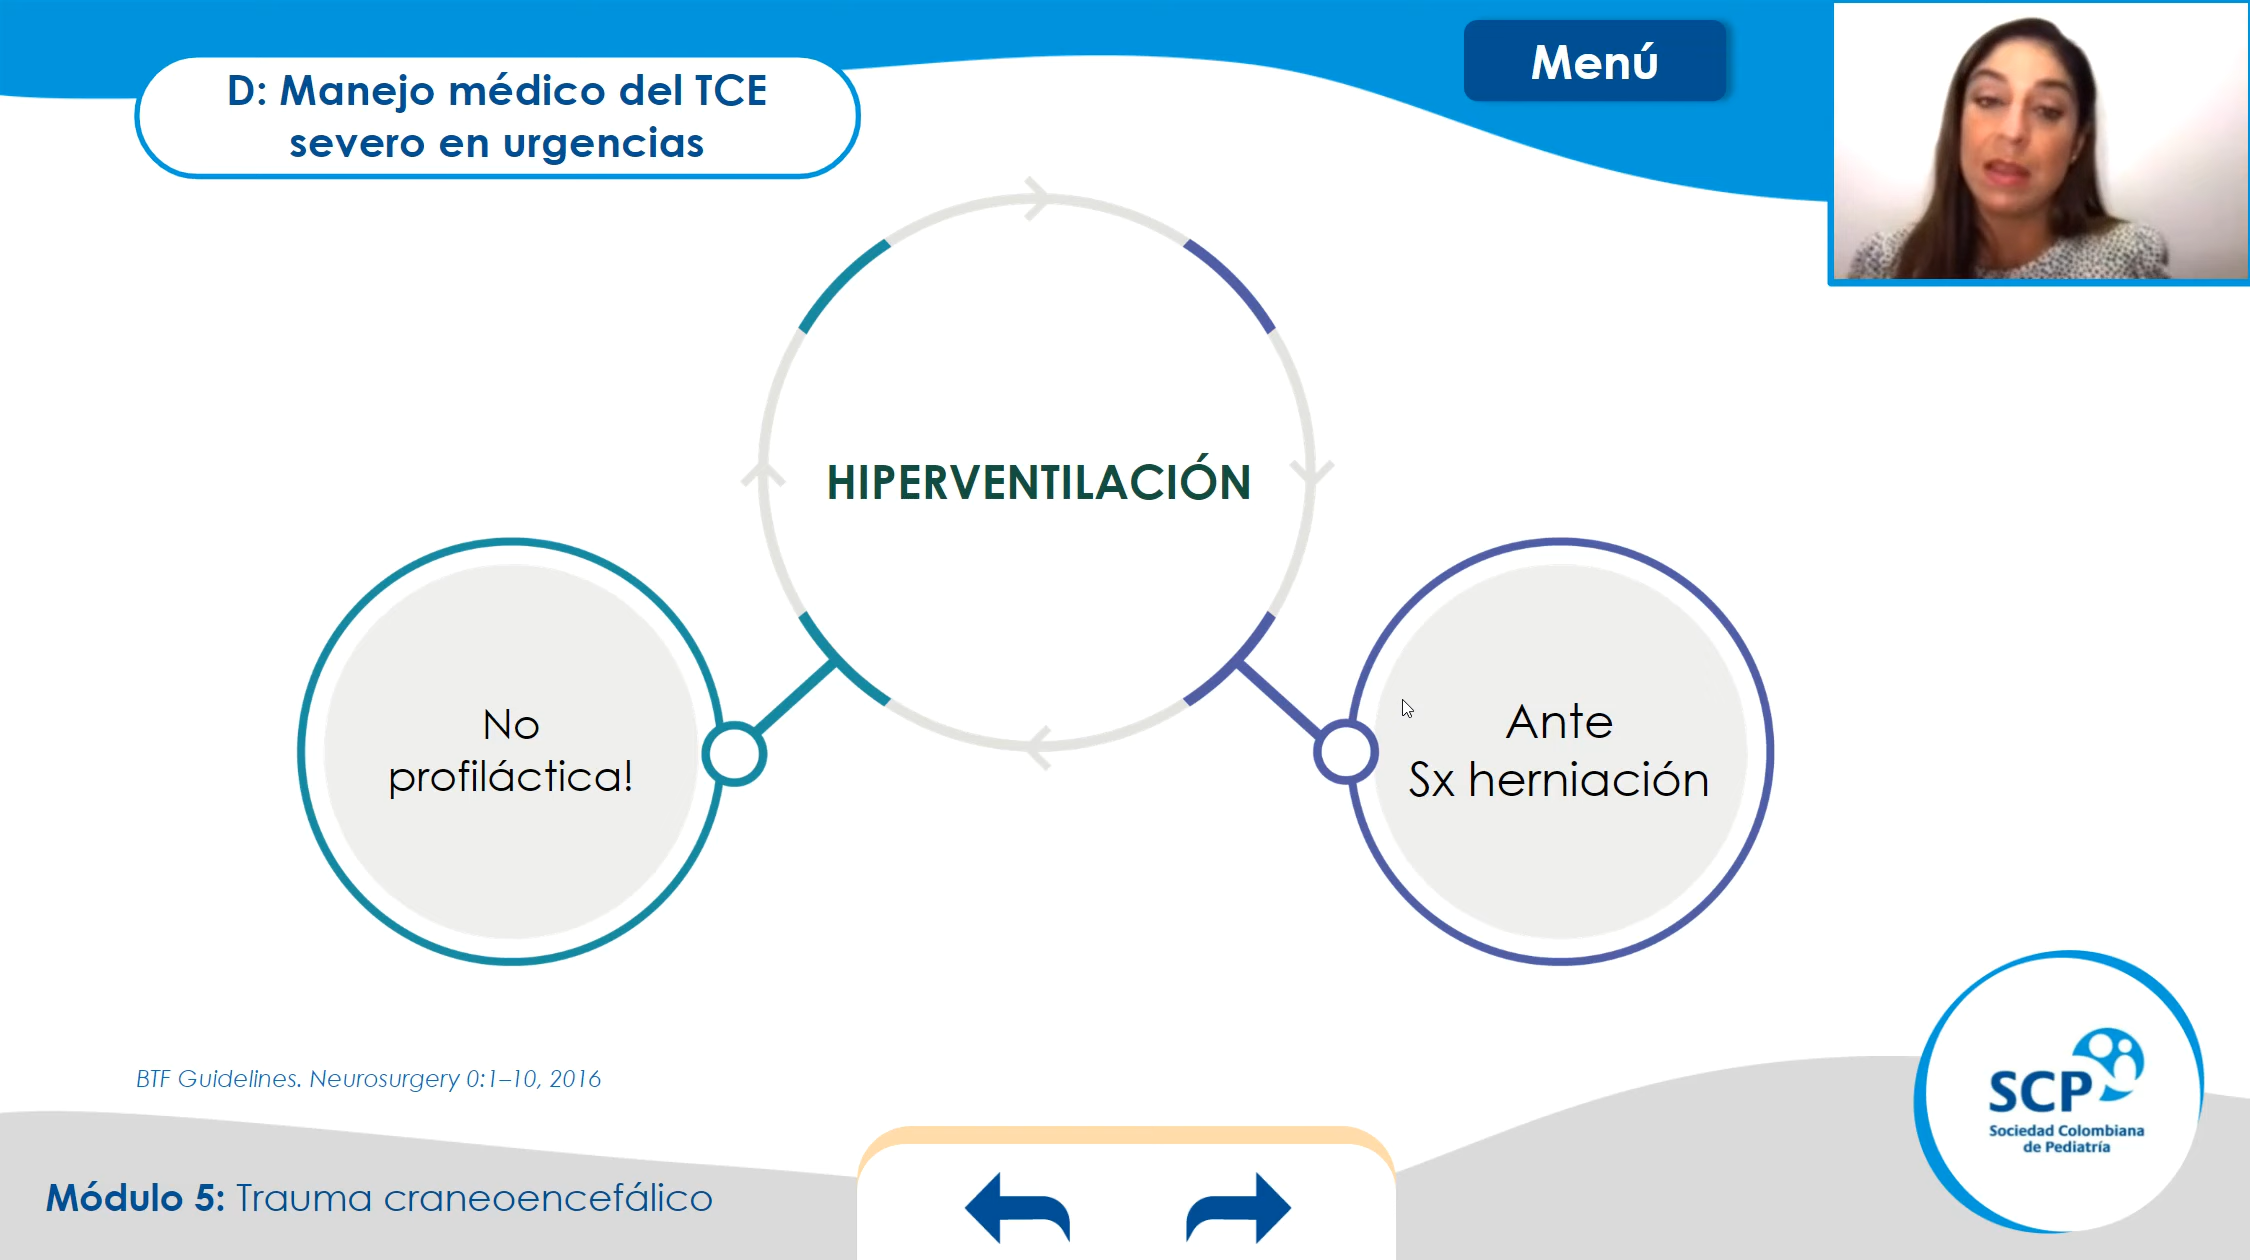 D: Manejo médico del TCE
severo en urgencias
Menú
HIPERVENTILACIÓN
No
profiláctica!
Ante
Sx herniación
BTF Guidelines. Neurosurgery 0:1–10, 2016
SCP
Sociedad Colombiana
de Pediatría
Módulo 5: Trauma craneoencefálico